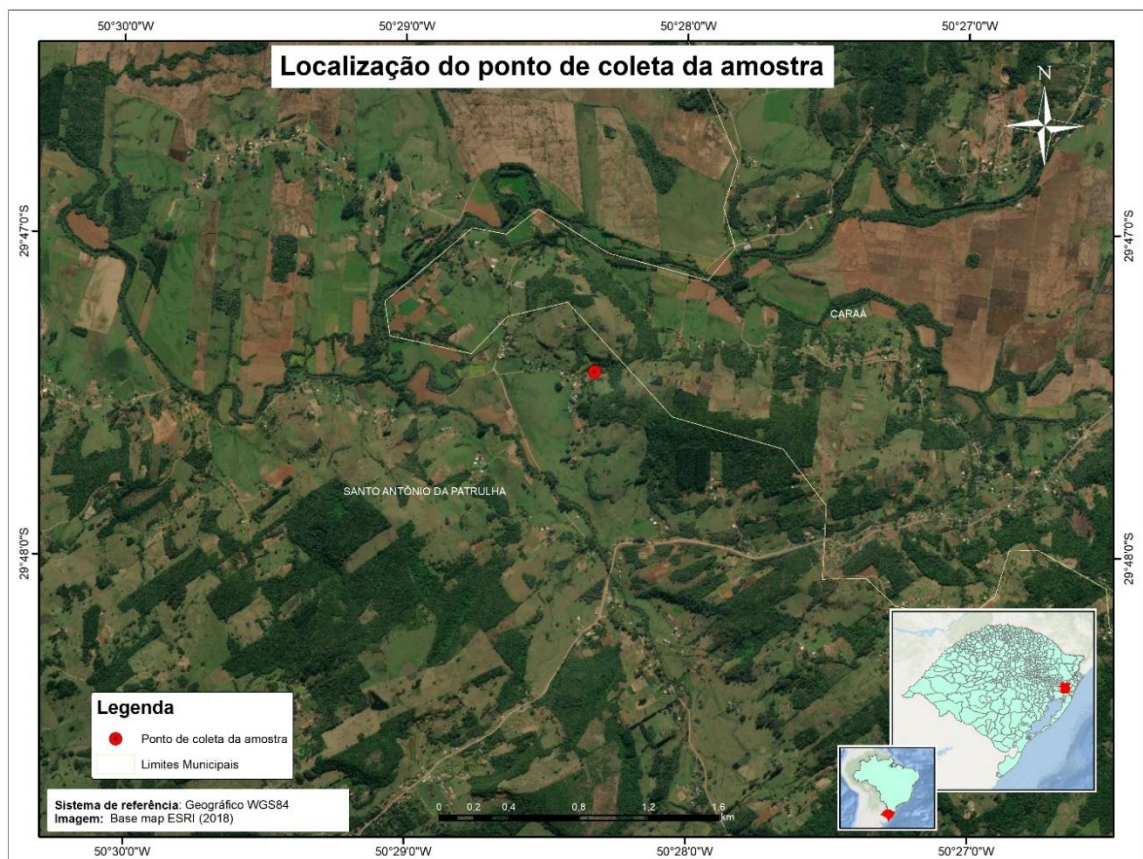 50°30'0"W
50°29'0"W
50°28'0"W
50°27'0"W
Localização do ponto de coleta da amostra
N
29°47'0"S
29°47'0"S
CARAÁ
SANTO ANTÔNIO DA PATRULHA
29°48'0"S
29°48'0"S
Legenda
Ponto de coleta da amostra
Limites Municipais
Sistema de referência: Geográfico WGS84
Imagem: Base map ESRI (2018)
0 0,2 0,4 0,8 1,2 1,6
km
50°30'0"W
50°29'0"W
50°28'0"W
50°27'0"W